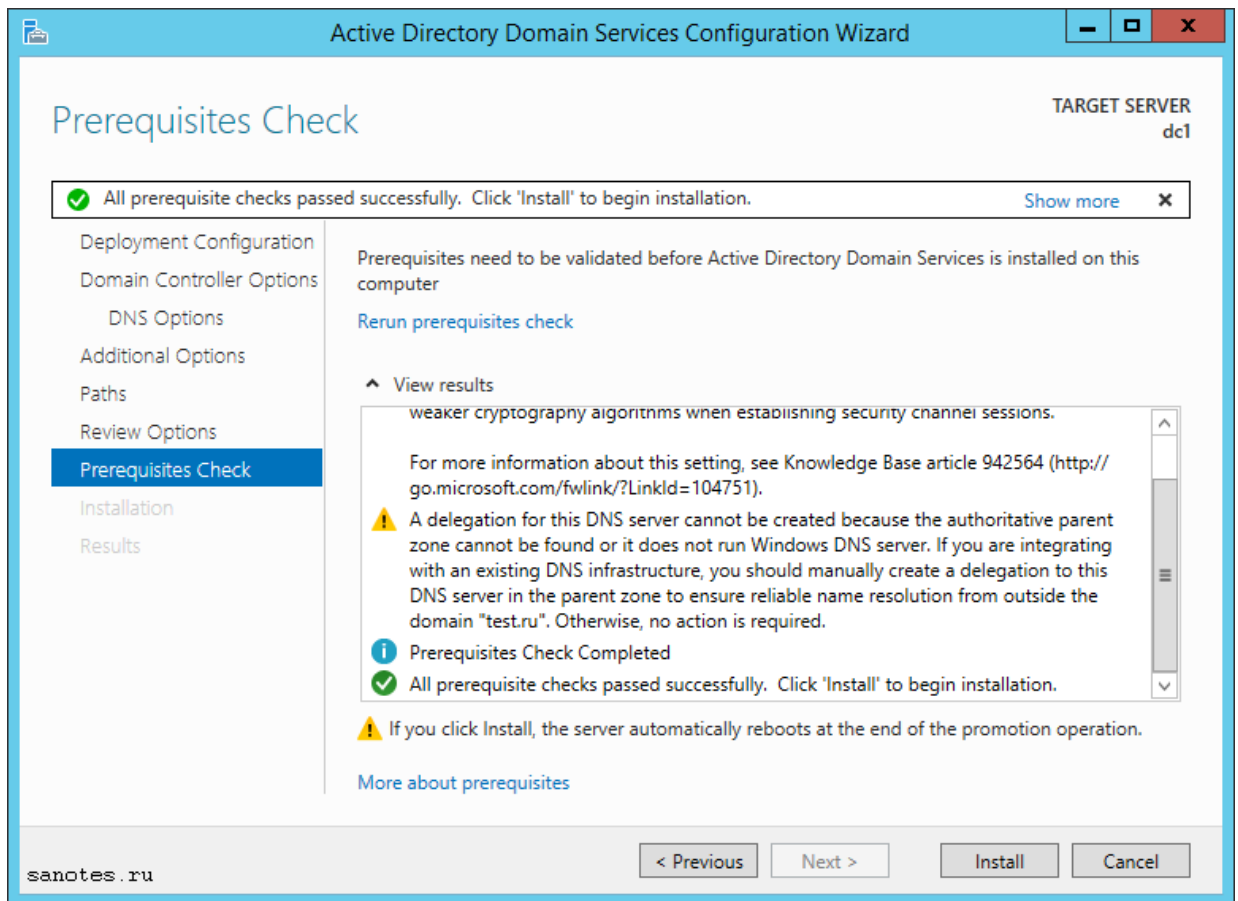 Active Directory Domain Services Configuration Wizard
Prerequisites Check
TARGET SERVER
dc1
All prerequisite checks passed successfully. Click 'Install' to begin installation.
Show more
Deployment Configuration
Domain Controller Options
DNS Options
Additional Options
Paths
Review Options
Prerequisites Check
Installation
Results
Prerequisites need to be validated before Active Directory Domain Services is installed on this
computer
Rerun prerequisites check
View results
weaker cryptography algorithms when establishing security channel sessions.
For more information about this setting, see Knowledge Base article 942564 (http://
go.microsoft.com/fwlink/?LinkId=104751).
A delegation for this DNS server cannot be created because the authoritative parent
zone cannot be found or it does not run Windows DNS server. If you are integrating
with an existing DNS infrastructure, you should manually create a delegation to this
DNS server in the parent zone to ensure reliable name resolution from outside the
domain "test.ru". Otherwise, no action is required.
Prerequisites Check Completed
All prerequisite checks passed successfully. Click 'Install' to begin installation.
If you click Install, the server automatically reboots at the end of the promotion operation.
More about prerequisites
< Previous
Next >
Install
Cancel
sanotes.ru